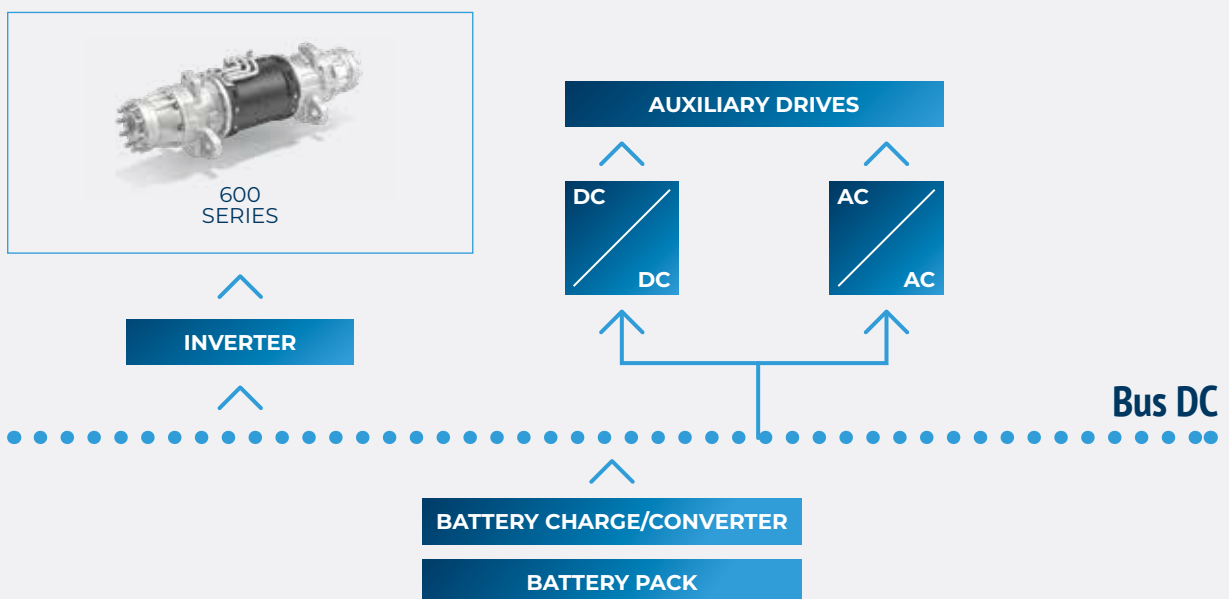 600
SERIES
AUXILIARY DRIVES
DC
DC
AC
AC
INVERTER
Bus DC
BATTERY CHARGE/CONVERTER
BATTERY PACK